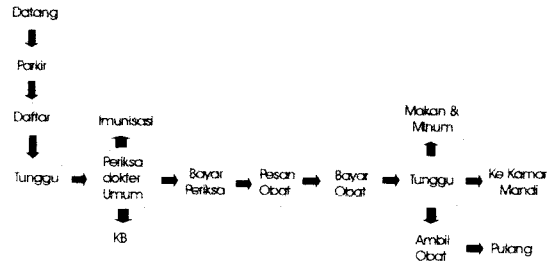 Datang
Parkir
Daftar
Tunggu
Imunisasi
Periksa
dokter
Umum
KB
Bayar
Periksa
Pesan
Obat
Bayar
Obat
Makan &
Minum
Tunggu
Ke Kamar
Mandi
Ambil
Obat
Pulang